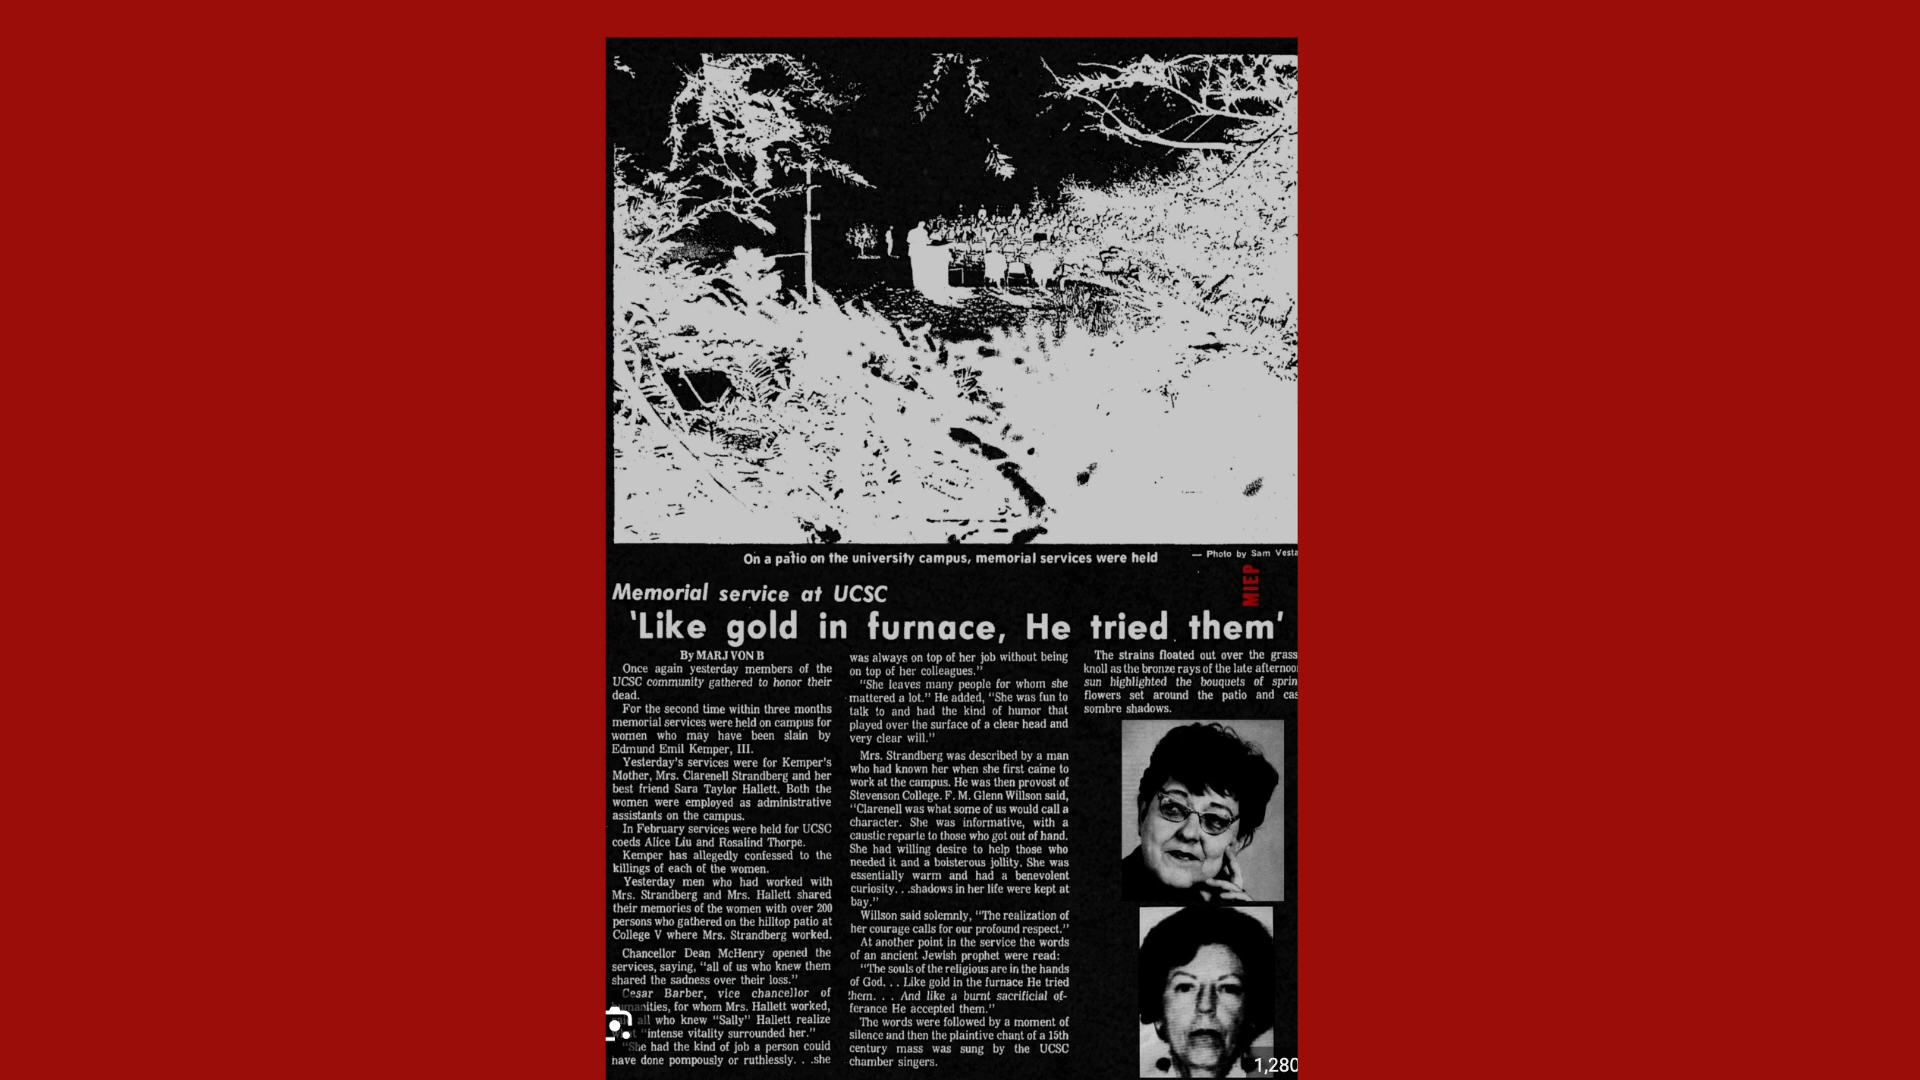 On a patio on the university campus, memorial services were held
— Photo by Sam Vesta
MIEP
Memorial service at UCSC
'Like gold in furnace, He tried them'
By MARJ VON B
Once again yesterday members of the
UCSC community gathered to honor their
dead.
For the second time within three months
memorial services were held on campus for
women who may have been slain by
Edmund Emil Kemper, III.
Yesterday's services were for Kemper's
Mother, Mrs. Clarenell Strandberg and her
best friend Sara Taylor Hallett. Both the
women were employed as administrative
assistants on the campus.
In February services were held for UCSC
coeds Alice Liu and Rosalind Thorpe.
Kemper has allegedly confessed to the
killings of each of the women.
Yesterday men who had worked with
Mrs. Strandberg and Mrs. Hallett shared
their memories of the women with over 200
persons who gathered on the hilltop patio at
College V where Mrs. Strandberg worked.
Chancellor Dean McHenry opened the
services, saying, "all of us who knew them
shared the sadness over their loss."
Cesar Barber, vice chancellor of
humanities, for whom Mrs. Hallett worked,
all who knew "Sally" Hallett realize
"intense vitality surrounded her."
"She had the kind of job a person could
have done pompously or ruthlessly. . .she
was always on top of her job without being
on top of her colleagues."
"She leaves many people for whom she
mattered a lot." He added, "She was fun to
talk to and had the kind of humor that
played over the surface of a clear head and
very clear will."
Mrs. Strandberg was described by a man
who had known her when she first came to
work at the campus. He was then provost of
Stevenson College. F. M. Glenn Willson said,
"Clarenell was what some of us would call a
character. She was informative, with a
caustic reparte to those who got out of hand.
She had willing desire to help those who
needed it and a boisterous jollity. She was
essentially warm and had a benevolent
curiosity. . .shadows in her life were kept at
bay."
Willson said solemnly, "The realization of
her courage calls for our profound respect."
At another point in the service the words
of an ancient Jewish prophet were read:
"The souls of the religious are in the hands
of God. . . Like gold in the furnace He tried
them. . . And like a burnt sacrificial of-
ferance He accepted them."
The words were followed by a moment of
silence and then the plaintive chant of a 15th
century mass was sung by the UCSC
chamber singers.
The strains floated out over the grass
knoll as the bronze rays of the late afternoo
sun highlighted the bouquets of sprin
flowers set around the patio and cas
sombre shadows.
1,280